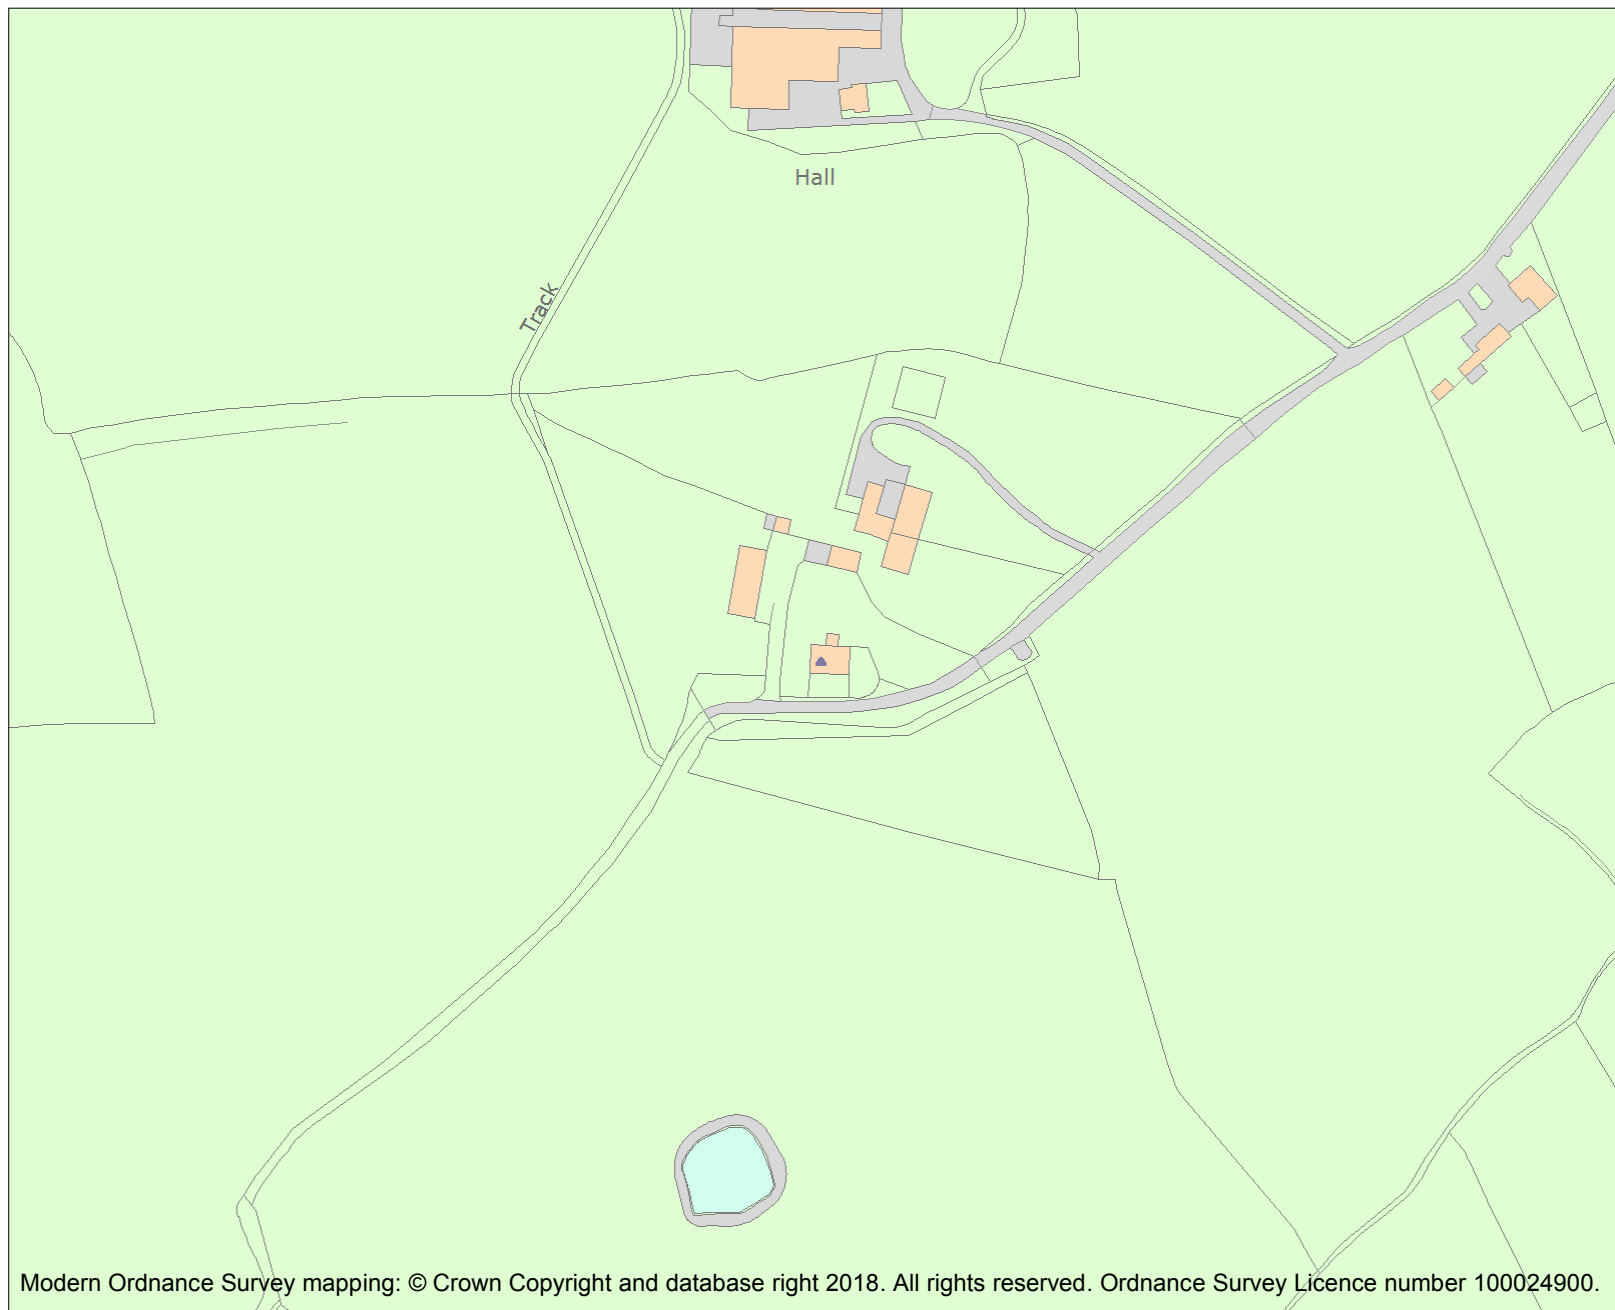 Hall
Track
Modern Ordnance Survey mapping: © Crown Copyright and database right 2018. All rights reserved. Ordnance Survey Licence number 100024900.